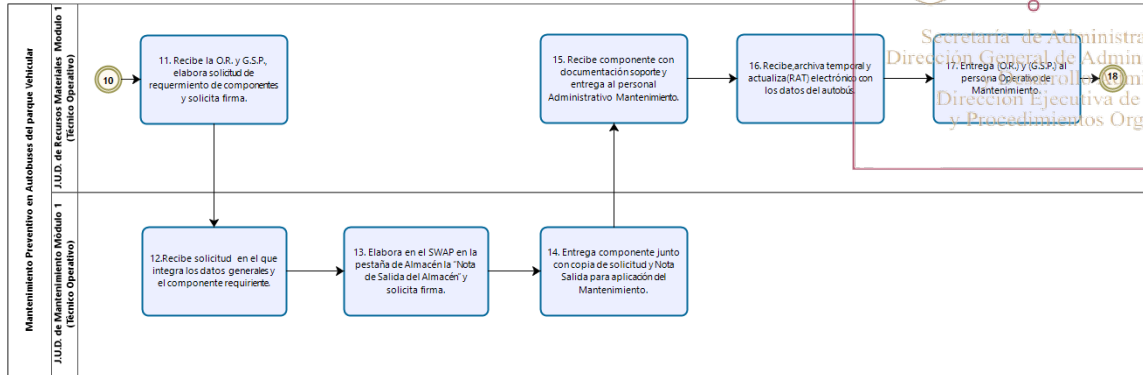 Mantenimiento Preventivo en Autobuses del parque Vehicular
J.U.D. de Recursos Materiales Modulo 1
(Técnico Operativo)
10
11. Recibe la O.R. y G.S.P.,
elabora solicitud de
requermiento de componentes
y solicita firma.
15. Recibe componente con
documentación soporte y
entrega al personal
Administrativo Mantenimiento.
16. Recibe,archiva temporal y
actualiza(RAT) electrónico con
los datos del autobús.
17. Entrega (O.R.) y (G.S.P.) al
persona Operativo de
Mantenimiento.
18
Secretaría de Administra
Dirección General de Admin
Dirección Ejecutiva de
y Procedimientos Org
J.U.D. de Mantenimiento Módulo 1
(Técnico Operativo)
12.Recibe solicitud en el que
integra los datos generales y
el componente requiriente.
13. Elabora en el SWAP en la
pestaña de Almacén la "Nota
de Salida del Almacén" y
solicita firma.
14. Entrega componente junto
con copia de solicitud y Nota
Salida para aplicación del
Mantenimiento.